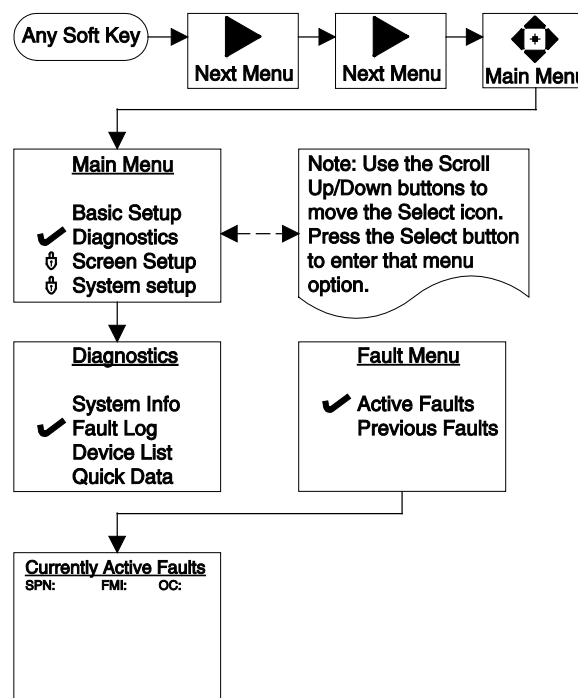 Any Soft Key
Next Menu
Next Menu
Main Menu
Main Menu
Basic Setup
Diagnostics
Screen Setup
System setup
Note: Use the Scroll
Up/Down buttons to
move the Select icon.
Press the Select button
to enter that menu
option.
Diagnostics
System Info
Fault Log
Device List
Quick Data
Fault Menu
Active Faults
Previous Faults
Currently Active Faults
SPN: FMI: OC: